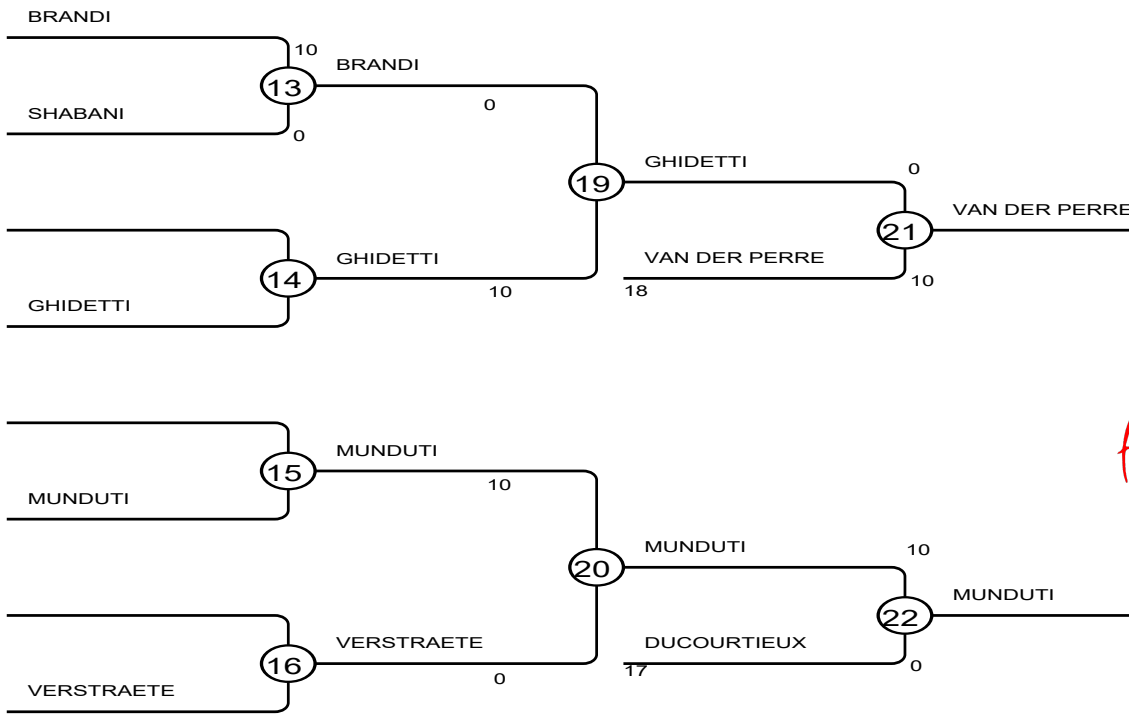 BRANDI
10
13
BRANDI
0
SHABANI
0
19
GHIDETTI
0
VAN DER PERRE
21
14
GHIDETTI
10
VAN DER PERRE
18
10
GHIDETTI
15
MUNDUTI
10
MUNDUTI
20
MUNDUTI
10
22
MUNDUTI
16
VERSTRAETE
0
DUCOURTIEUX
17
0
VERSTRAETE